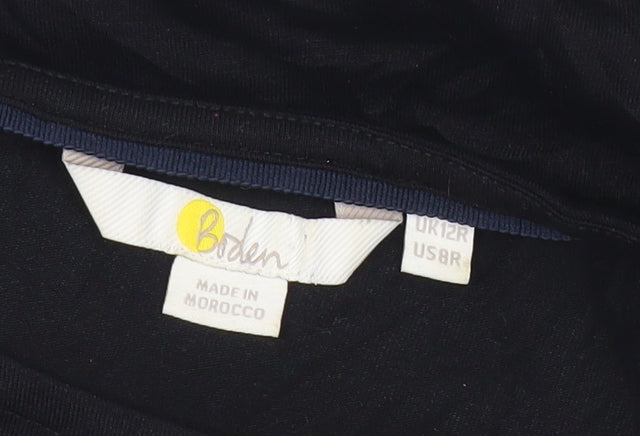 Boden
MADE IN
MOROCCO
UK12R
US8R